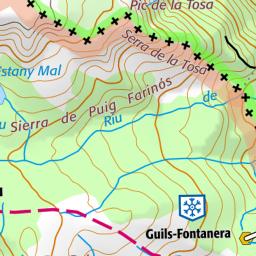 Pic de la Tosa
Serra de la Tosa
Estany Mal
Sierra de Puig Farinós
Riu de
Guils-Fontanera